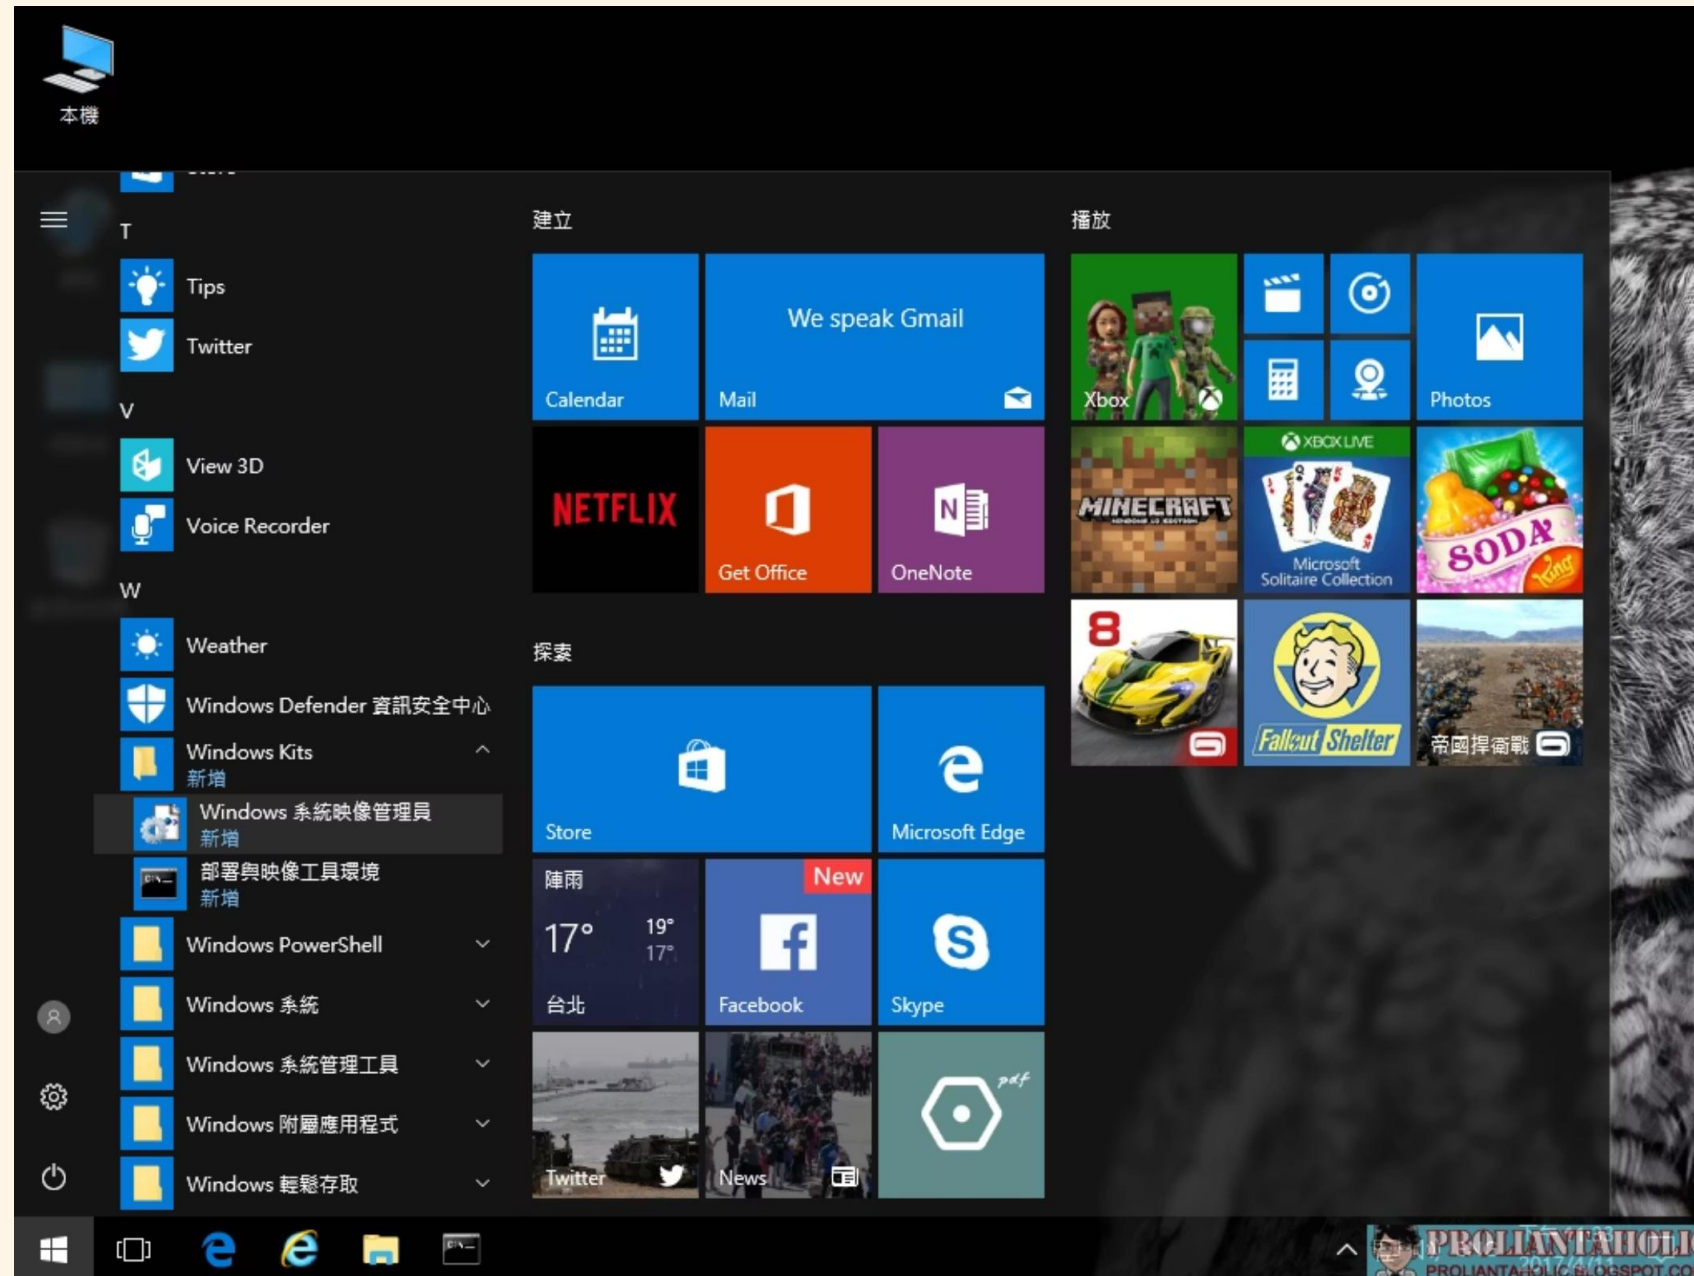 本機
T
Tips
Twitter
V
View 3D
Voice Recorder
W
Weather
Windows Defender 資訊安全中心
Windows Kits
新增
Windows 系統映像管理員
新增
部署與映像工具環境
新增
Windows PowerShell
Windows 系統
Windows 系統管理工具
Windows 附屬應用程式
Windows 輕鬆存取
建立
Calendar
We speak Gmail
Mail
NETFLIX
Get Office
OneNote
探索
Store
Microsoft Edge
陣雨
17°
19°
17°
台北
New
Facebook
Skype
Twitter
News
pdf
播放
Xbox
Photos
MINECRAFT
WINDOWS 10 EDITION
XBOX LIVE
Microsoft
Solitaire Collection
SODA
King
8
Fallout Shelter
帝國捍衛戰
PROLIANTAHOLIC